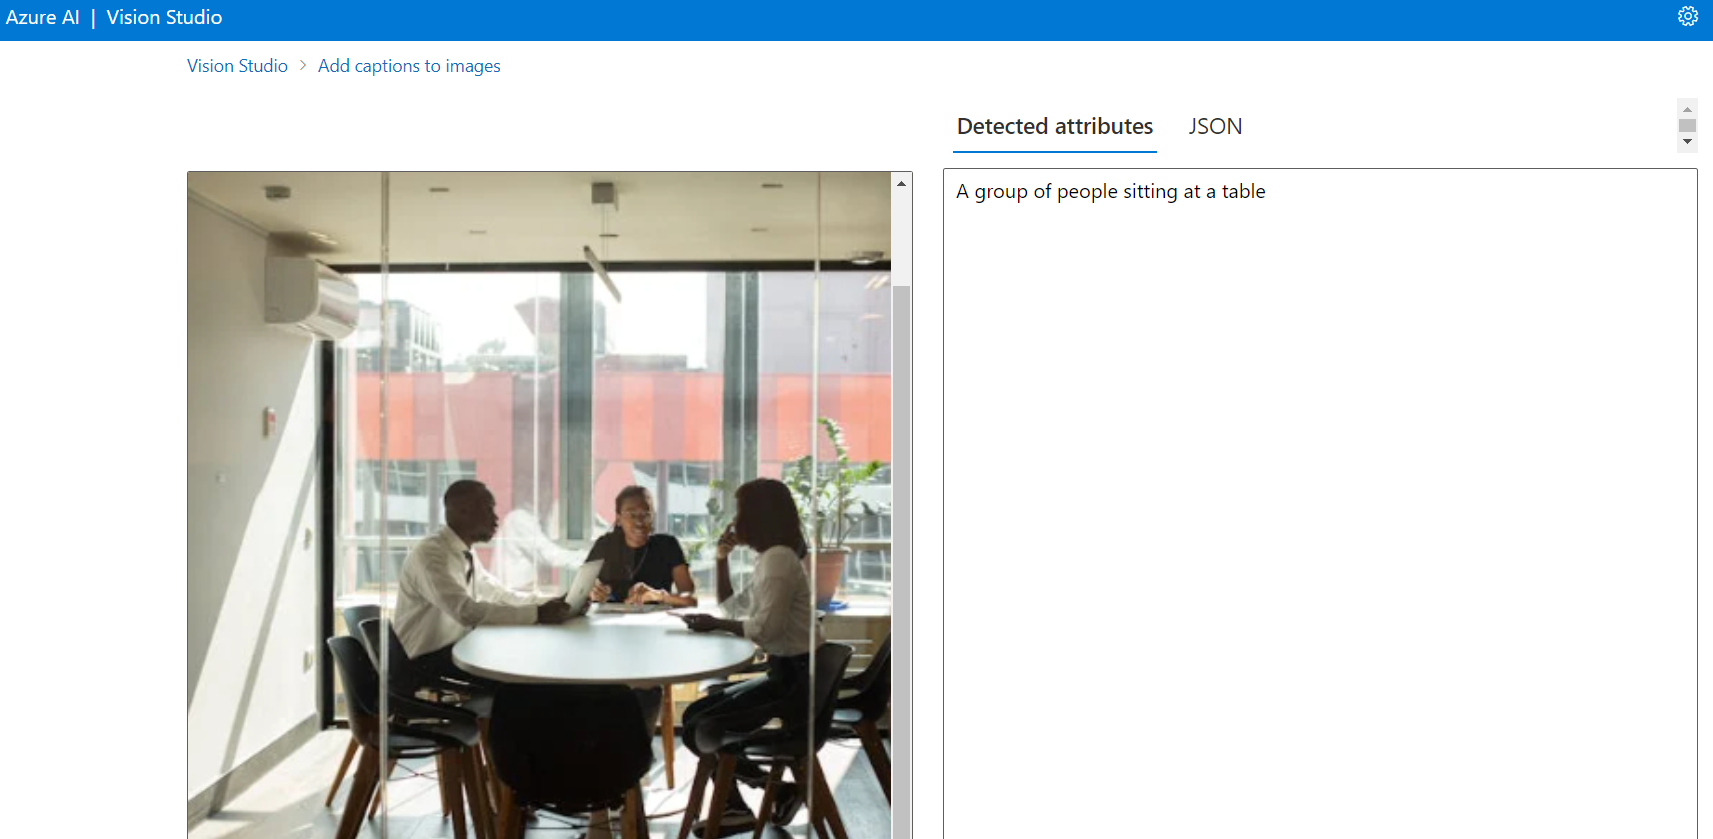 Azure AI | Vision Studio
Vision Studio > Add captions to images
Detected attributes JSON
A group of people sitting at a table